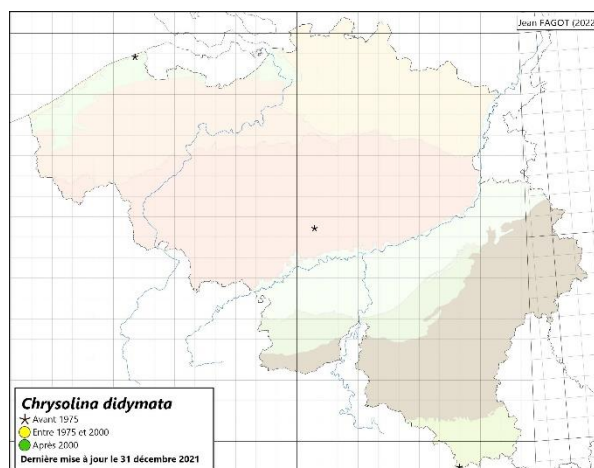 Jean FAGOT (2022
Chrysolina didymata
Avant 1975
Entre 1975 et 2000
Après 2000
Dernière mise à jour le 31 décembre 2021